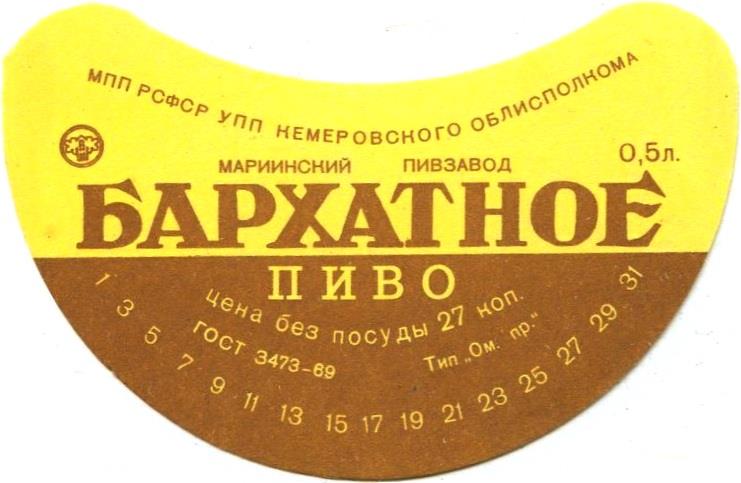 МПП РСФСР УПП КЕМЕРОВСКОГО ОБЛИСПОЛКОМА
МАРИИНСКИЙ ПИВЗАВОД 0,5л.
БАРХАТНОЕ
ПИВО
цена без посуды 27 коп.
ГОСТ 3473-69 Тип „Ом. пр."
1 3 5 7 9 11 13 15 17 19 21 23 25 27 29 31